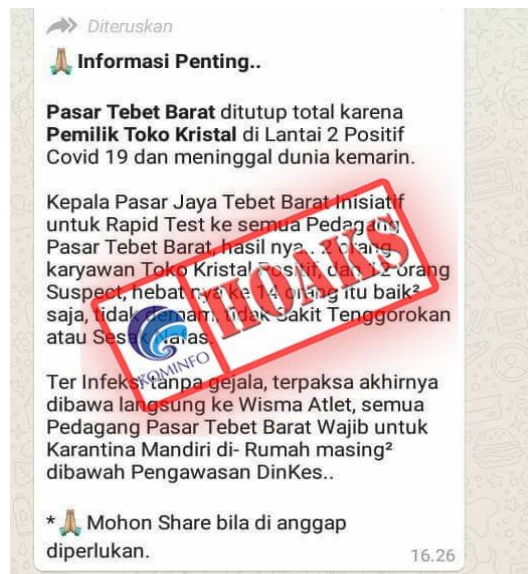 Diteruskan
Informasi Penting..
Pasar Tebet Barat ditutup total karena
Pemilik Toko Kristal di Lantai 2 Positif
Covid 19 dan meninggal dunia kemarin.
Kepala Pasar Jaya Tebet Barat Inisiatif
untuk Rapid Test ke semua Pedagang
Pasar Tebet Barat, hasil nya.. 2 orang
karyawan Toko Kristal Positif, dan 12 orang
Suspect, hebat nya ke 14 orang itu baik²
saja, tidak demam, tidak Sakit Tenggorokan
atau Sesak Nafas.
Ter Infeksi tanpa gejala, terpaksa akhirnya
dibawa langsung ke Wisma Atlet, semua
Pedagang Pasar Tebet Barat Wajib untuk
Karantina Mandiri di- Rumah masing²
dibawah Pengawasan DinKes..
* Mohon Share bila di anggap
diperlukan.
16.26
KOMINFO
HOAKS